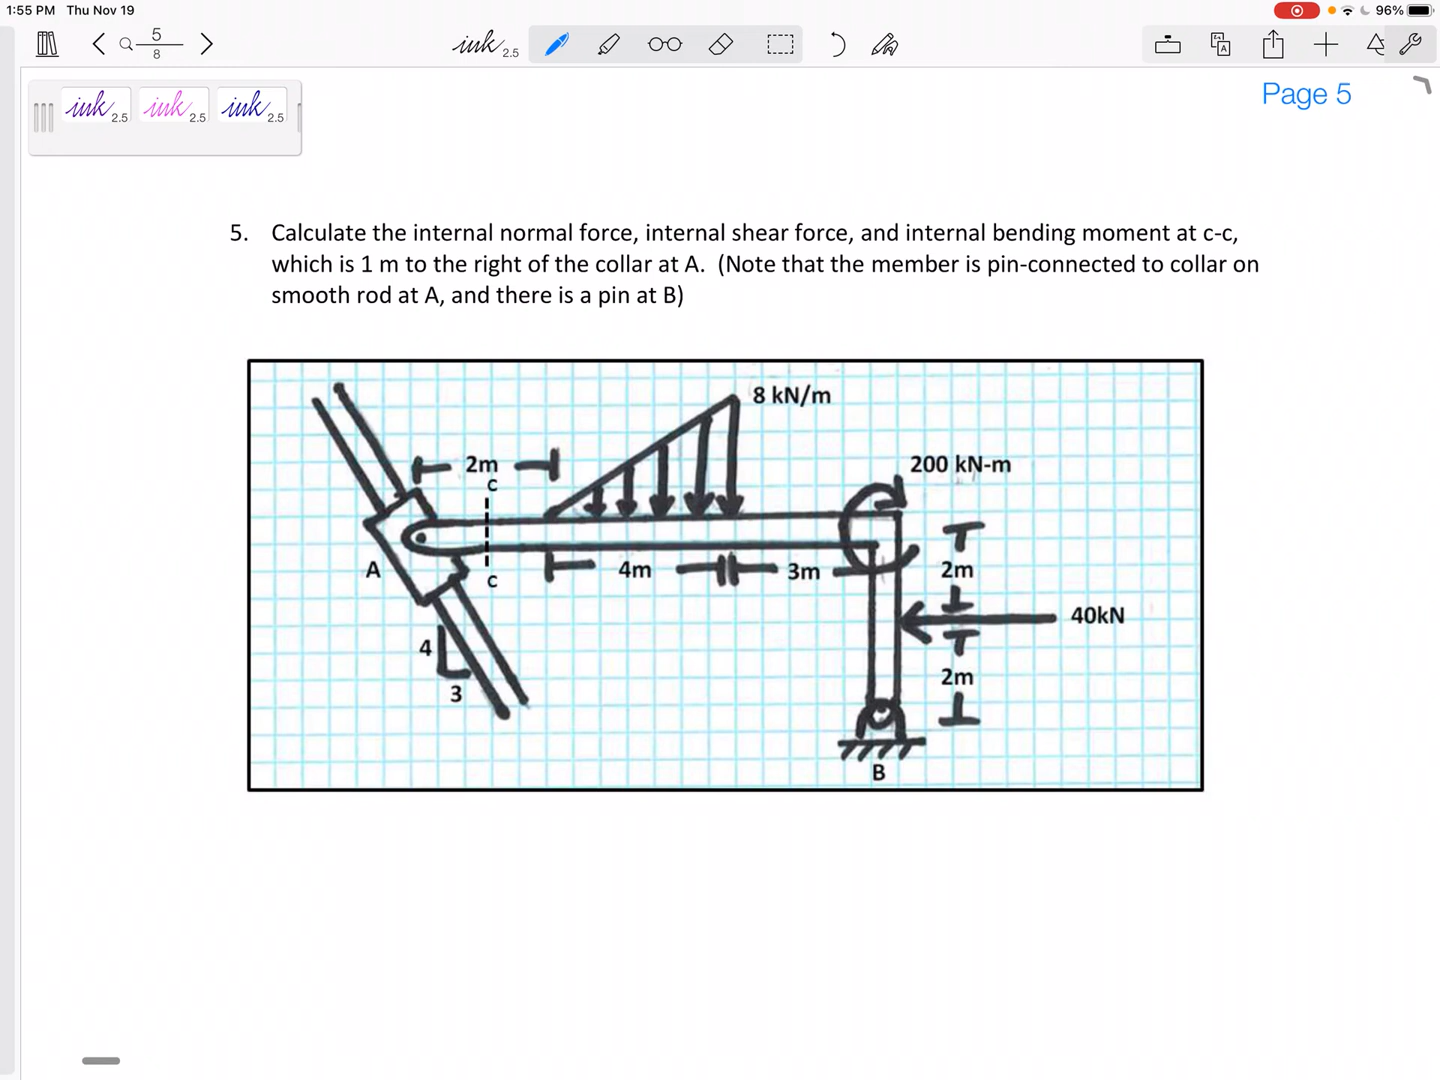 1:55 PM Thu Nov 19
96%
5
8
ink 2.5
ink 2.5
ink 2.5
ink 2.5
Page 5
5. Calculate the internal normal force, internal shear force, and internal bending moment at c-c,
which is 1 m to the right of the collar at A. (Note that the member is pin-connected to collar on
smooth rod at A, and there is a pin at B)
8 kN/m
2m
200 kN-m
C
A
C
4m
3m
2m
40kN
4
3
2m
B